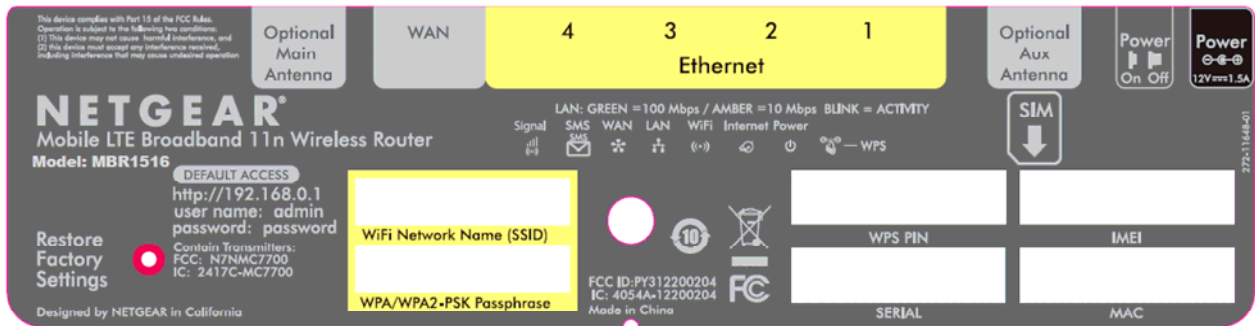 This device complies with Part 15 of the FCC Rules.
Operation is subject to the following two conditions:
(1) This device may not cause harmful interference, and
(2) this device must accept any interference received,
including interference that may cause undesired operation
Optional
Main
Antenna
WAN
4 3 2 1
Ethernet
Optional
Aux
Antenna
Power
On Off
Power
12V⎓1.5A
NETGEAR®
Mobile LTE Broadband 11n Wireless Router
Model: MBR1516
LAN: GREEN =100 Mbps / AMBER =10 Mbps BLINK = ACTIVITY
Signal SMS WAN LAN WiFi Internet Power
SMS
— WPS
SIM
272-11648-01
DEFAULT ACCESS
http://192.168.0.1
user name: admin
password: password
Contain Transmitters:
FCC: N7NMC7700
IC: 2417C-MC7700
Restore
Factory
Settings
Designed by NETGEAR in California
WiFi Network Name (SSID)
WPA/WPA2-PSK Passphrase
10
FCC ID:PY312200204
IC: 4054A-12200204
Made in China
FC
WPS PIN
IMEI
SERIAL
MAC